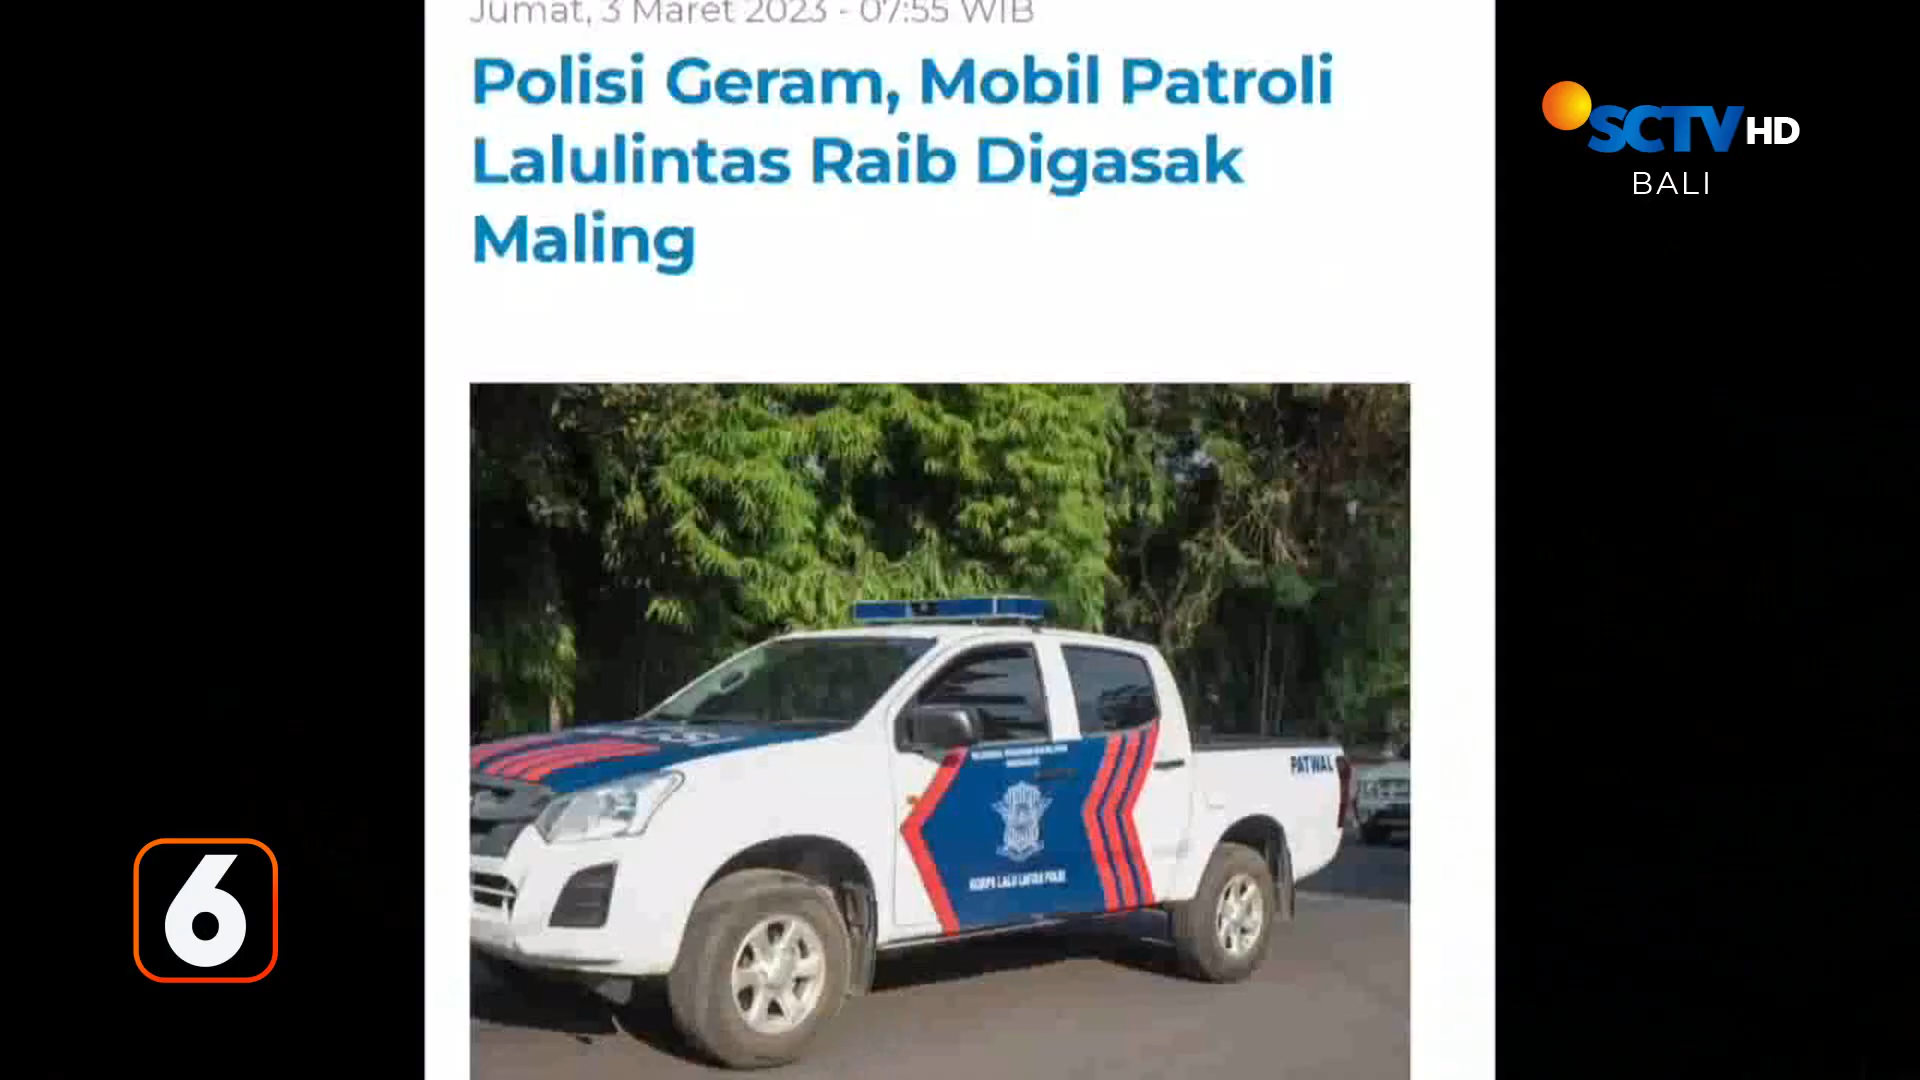 Jumat, 3 Maret 2023 - 07:55 WIB
Polisi Geram, Mobil Patroli
Lalulintas Raib Digasak
Maling
SCTV HD
BALI
PATWAL
KORPS LALU LINTAS POLRI
6